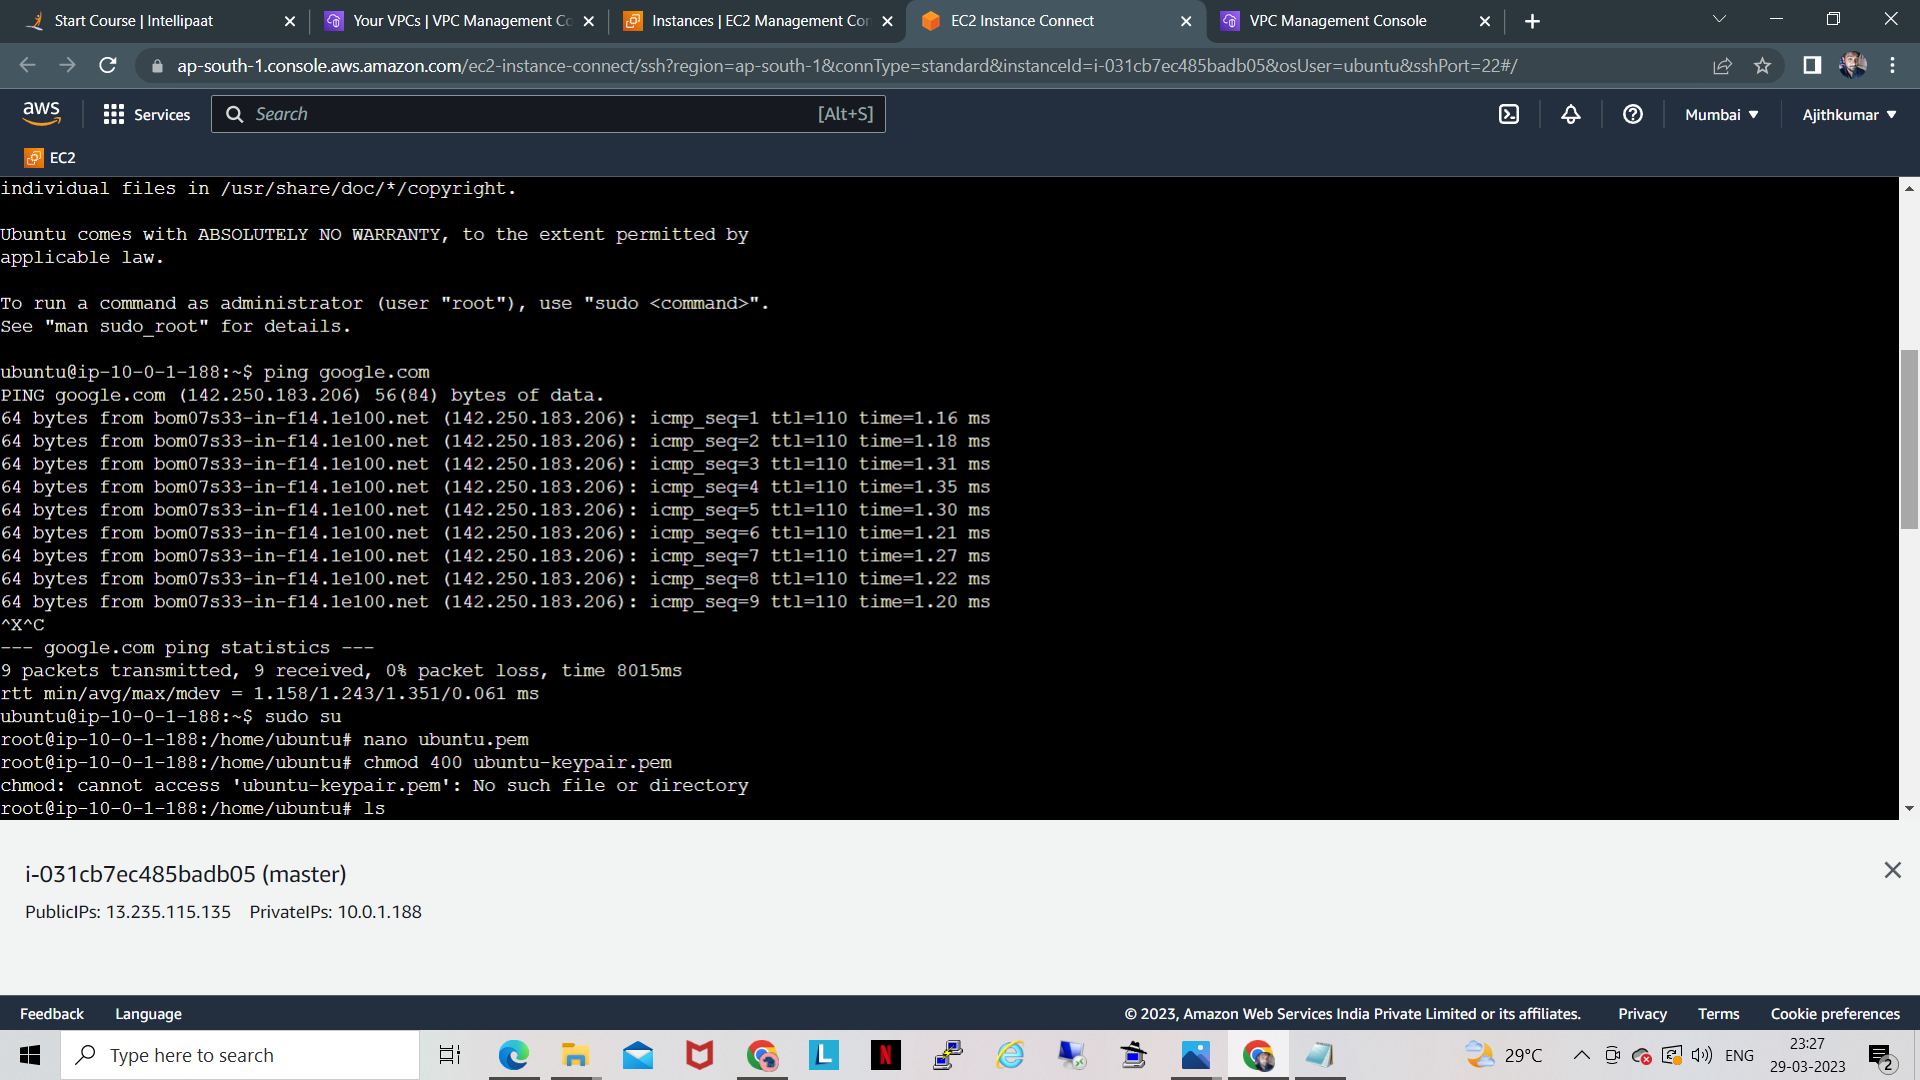 Start Course | Intellipaat
Your VPCs | VPC Management Co
Instances | EC2 Management Con
EC2 Instance Connect
VPC Management Console
ap-south-1.console.aws.amazon.com/ec2-instance-connect/ssh?region=ap-south-1&connType=standard&instanceId=i-031cb7ec485badb05&osUser=ubuntu&sshPort=22#/
aws
Services
Search
[Alt+S]
Mumbai
Ajithkumar
EC2
individual files in /usr/share/doc/*/copyright.
Ubuntu comes with ABSOLUTELY NO WARRANTY, to the extent permitted by
applicable law.
To run a command as administrator (user "root"), use "sudo <command>".
See "man sudo_root" for details.
ubuntu@ip-10-0-1-188:~$ ping google.com
PING google.com (142.250.183.206) 56(84) bytes of data.
64 bytes from bom07s33-in-f14.1e100.net (142.250.183.206): icmp_seq=1 ttl=110 time=1.16 ms
64 bytes from bom07s33-in-f14.1e100.net (142.250.183.206): icmp_seq=2 ttl=110 time=1.18 ms
64 bytes from bom07s33-in-f14.1e100.net (142.250.183.206): icmp_seq=3 ttl=110 time=1.31 ms
64 bytes from bom07s33-in-f14.1e100.net (142.250.183.206): icmp_seq=4 ttl=110 time=1.35 ms
64 bytes from bom07s33-in-f14.1e100.net (142.250.183.206): icmp_seq=5 ttl=110 time=1.30 ms
64 bytes from bom07s33-in-f14.1e100.net (142.250.183.206): icmp_seq=6 ttl=110 time=1.21 ms
64 bytes from bom07s33-in-f14.1e100.net (142.250.183.206): icmp_seq=7 ttl=110 time=1.27 ms
64 bytes from bom07s33-in-f14.1e100.net (142.250.183.206): icmp_seq=8 ttl=110 time=1.22 ms
64 bytes from bom07s33-in-f14.1e100.net (142.250.183.206): icmp_seq=9 ttl=110 time=1.20 ms
^X^C
--- google.com ping statistics ---
9 packets transmitted, 9 received, 0% packet loss, time 8015ms
rtt min/avg/max/mdev = 1.158/1.243/1.351/0.061 ms
ubuntu@ip-10-0-1-188:~$ sudo su
root@ip-10-0-1-188:/home/ubuntu# nano ubuntu.pem
root@ip-10-0-1-188:/home/ubuntu# chmod 400 ubuntu-keypair.pem
chmod: cannot access 'ubuntu-keypair.pem': No such file or directory
root@ip-10-0-1-188:/home/ubuntu# ls
i-031cb7ec485badb05 (master)
PublicIPs: 13.235.115.135 PrivateIPs: 10.0.1.188
Feedback
Language
© 2023, Amazon Web Services India Private Limited or its affiliates.
Privacy
Terms
Cookie preferences
Type here to search
L
N
29°C
ENG
23:27
29-03-2023
2